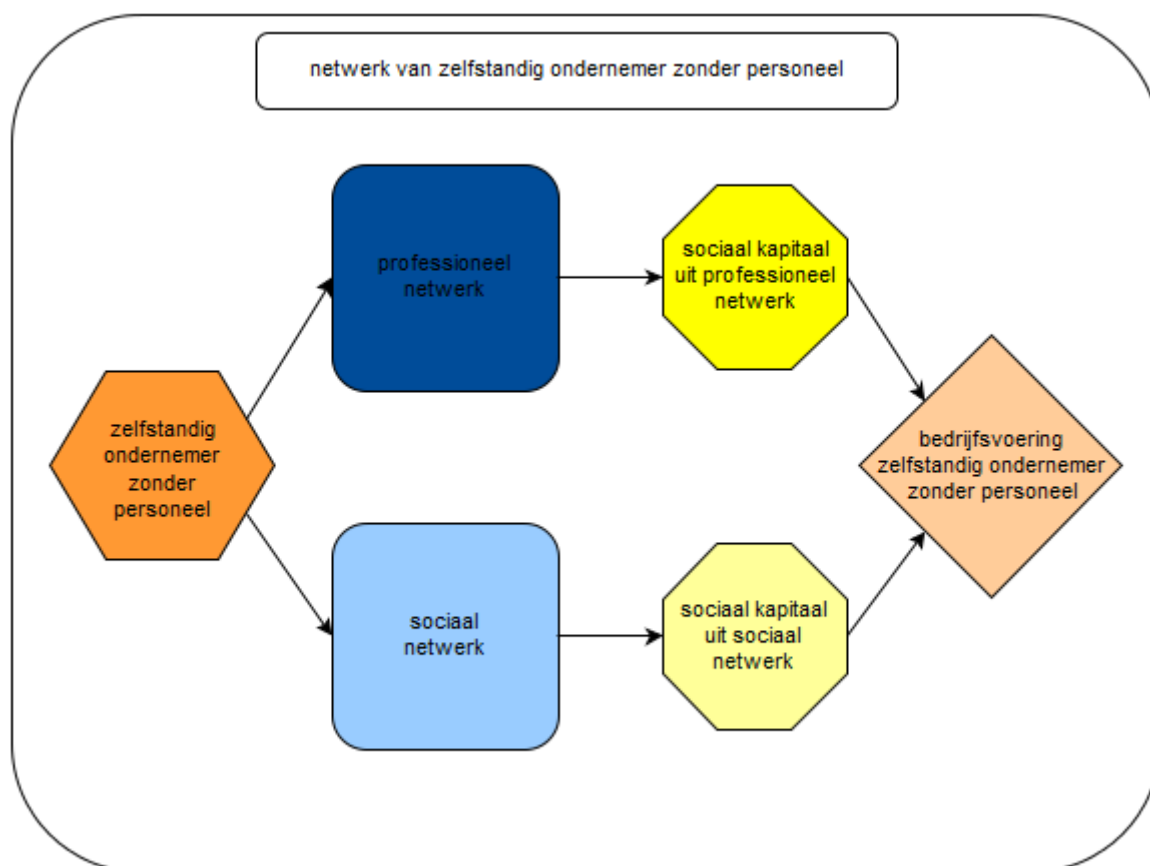 netwerk van zelfstandig ondernemer zonder personeel
professioneel
netwerk
sociaal kapitaal
uit professioneel
netwerk
zelfstandig
ondernemer
zonder
personeel
bedrijfsvoering
zelfstandig ondernemer
zonder personeel
sociaal
netwerk
sociaal kapitaal
uit sociaal
netwerk